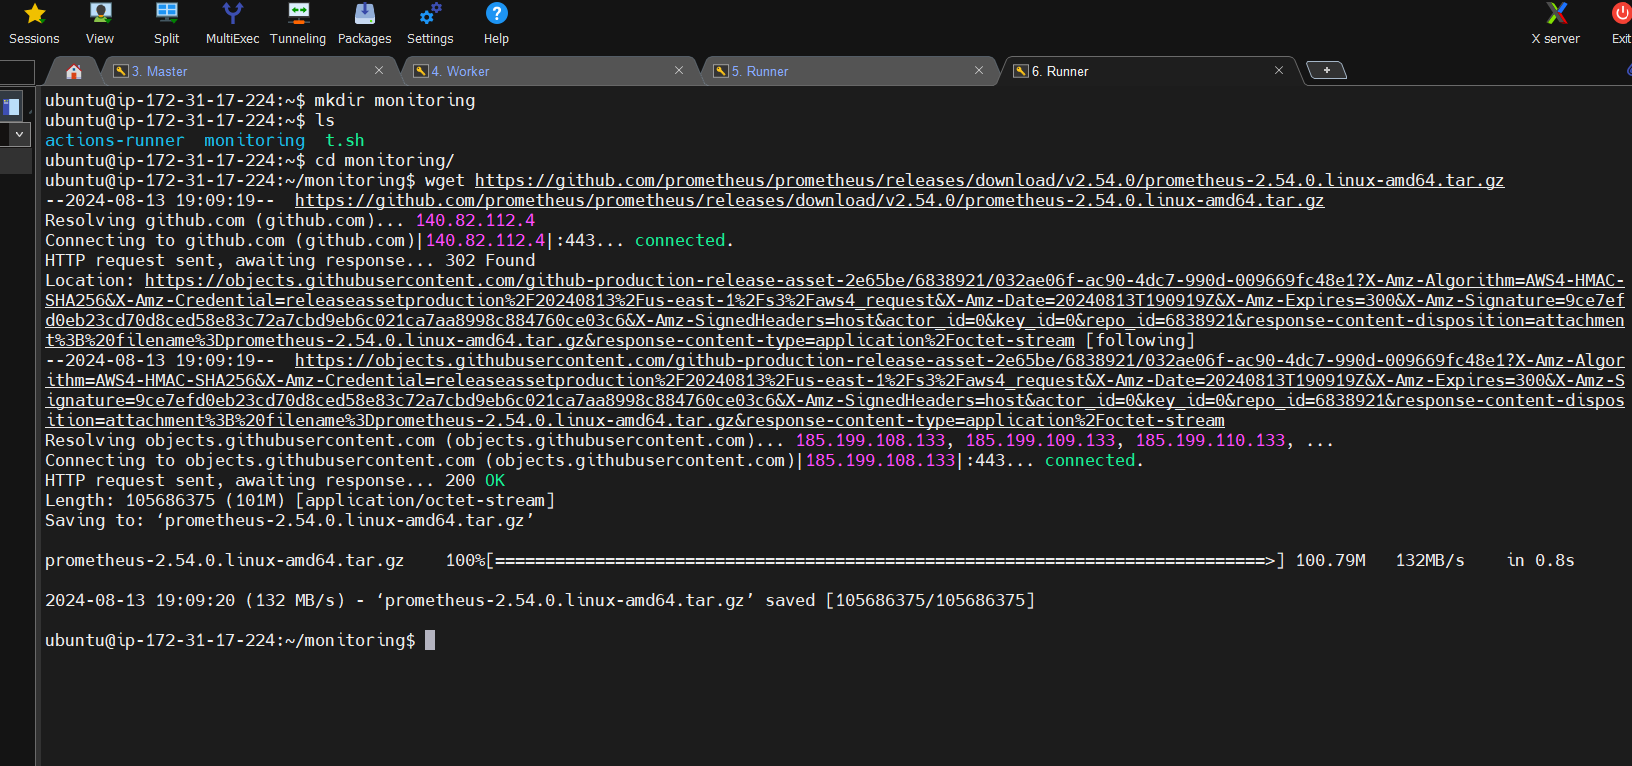 Sessions View Split MultiExec Tunneling Packages Settings Help X server Exit
3. Master 4. Worker 5. Runner 6. Runner
ubuntu@ip-172-31-17-224:~$ mkdir monitoring
ubuntu@ip-172-31-17-224:~$ ls
actions-runner  monitoring  t.sh
ubuntu@ip-172-31-17-224:~$ cd monitoring/
ubuntu@ip-172-31-17-224:~/monitoring$ wget https://github.com/prometheus/prometheus/releases/download/v2.54.0/prometheus-2.54.0.linux-amd64.tar.gz
--2024-08-13 19:09:19--  https://github.com/prometheus/prometheus/releases/download/v2.54.0/prometheus-2.54.0.linux-amd64.tar.gz
Resolving github.com (github.com)... 140.82.112.4
Connecting to github.com (github.com)|140.82.112.4|:443... connected.
HTTP request sent, awaiting response... 302 Found
Location: https://objects.githubusercontent.com/github-production-release-asset-2e65be/6838921/032ae06f-ac90-4dc7-990d-009669fc48e1?X-Amz-Algorithm=AWS4-HMAC-
SHA256&X-Amz-Credential=releaseassetproduction%2F20240813%2Fus-east-1%2Fs3%2Faws4_request&X-Amz-Date=20240813T190919Z&X-Amz-Expires=300&X-Amz-Signature=9ce7ef
d0eb23cd70d8ced58e83c72a7cbd9eb6c021ca7aa8998c884760ce03c6&X-Amz-SignedHeaders=host&actor_id=0&key_id=0&repo_id=6838921&response-content-disposition=attachmen
t%3B%20filename%3Dprometheus-2.54.0.linux-amd64.tar.gz&response-content-type=application%2Foctet-stream [following]
--2024-08-13 19:09:19--  https://objects.githubusercontent.com/github-production-release-asset-2e65be/6838921/032ae06f-ac90-4dc7-990d-009669fc48e1?X-Amz-Algor
ithm=AWS4-HMAC-SHA256&X-Amz-Credential=releaseassetproduction%2F20240813%2Fus-east-1%2Fs3%2Faws4_request&X-Amz-Date=20240813T190919Z&X-Amz-Expires=300&X-Amz-S
ignature=9ce7efd0eb23cd70d8ced58e83c72a7cbd9eb6c021ca7aa8998c884760ce03c6&X-Amz-SignedHeaders=host&actor_id=0&key_id=0&repo_id=6838921&response-content-dispos
ition=attachment%3B%20filename%3Dprometheus-2.54.0.linux-amd64.tar.gz&response-content-type=application%2Foctet-stream
Resolving objects.githubusercontent.com (objects.githubusercontent.com)... 185.199.108.133, 185.199.109.133, 185.199.110.133, ...
Connecting to objects.githubusercontent.com (objects.githubusercontent.com)|185.199.108.133|:443... connected.
HTTP request sent, awaiting response... 200 OK
Length: 105686375 (101M) [application/octet-stream]
Saving to: ‘prometheus-2.54.0.linux-amd64.tar.gz’
prometheus-2.54.0.linux-amd64.tar.gz    100%[=============================================================================>] 100.79M   132MB/s    in 0.8s
2024-08-13 19:09:20 (132 MB/s) - ‘prometheus-2.54.0.linux-amd64.tar.gz’ saved [105686375/105686375]
ubuntu@ip-172-31-17-224:~/monitoring$